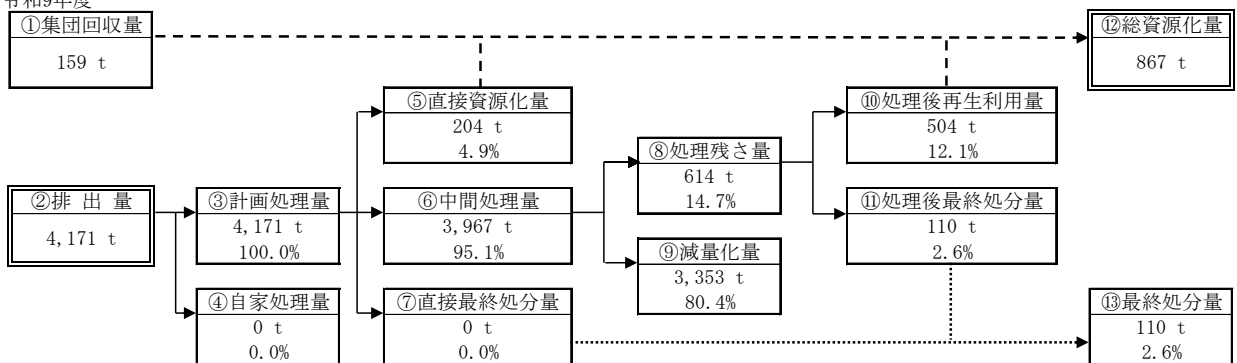 令和9年度
①集団回収量
159 t
⑫総資源化量
867 t
⑤直接資源化量
204 t
4.9%
⑩処理後再生利用量
504 t
12.1%
⑧処理残さ量
614 t
14.7%
②排 出 量
4,171 t
③計画処理量
4,171 t
100.0%
⑥中間処理量
3,967 t
95.1%
⑪処理後最終処分量
110 t
2.6%
⑨減量化量
3,353 t
80.4%
④自家処理量
0 t
0.0%
⑦直接最終処分量
0 t
0.0%
⑬最終処分量
110 t
2.6%